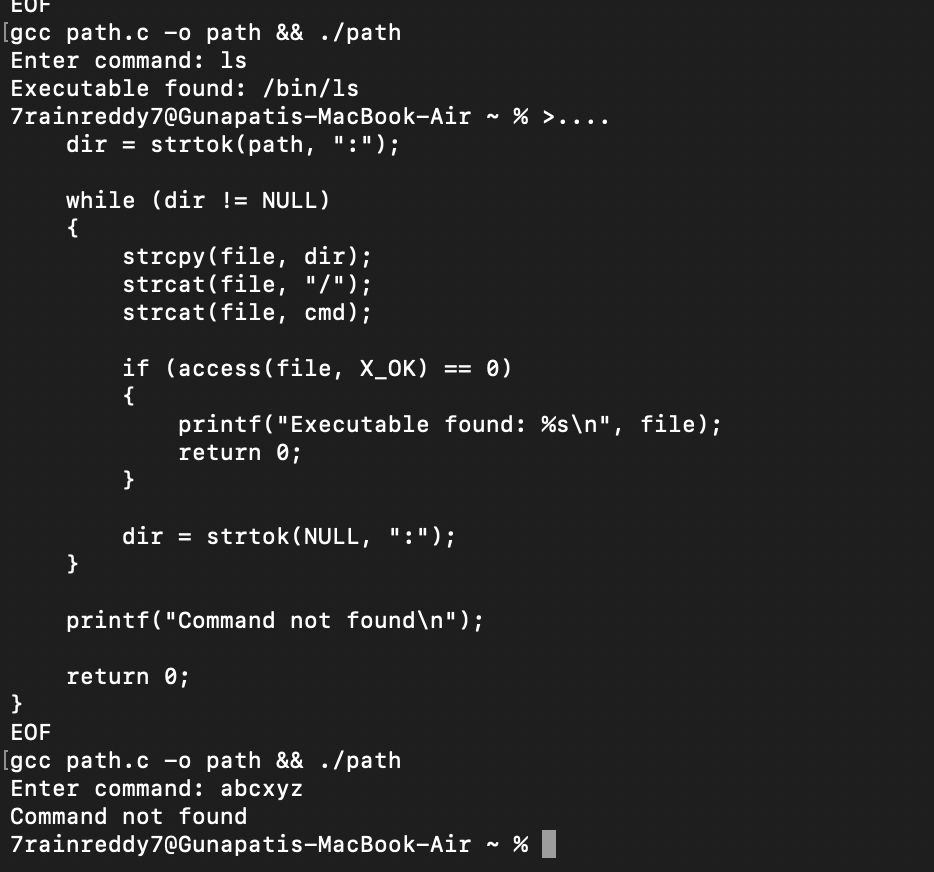 EOF
[gcc path.c -o path && ./path
Enter command: ls
Executable found: /bin/ls
7rainreddy7@Gunapatis-MacBook-Air ~ % >....
    dir = strtok(path, ":");

    while (dir != NULL)
    {
        strcpy(file, dir);
        strcat(file, "/");
        strcat(file, cmd);

        if (access(file, X_OK) == 0)
        {
            printf("Executable found: %s\n", file);
            return 0;
        }

        dir = strtok(NULL, ":");
    }

    printf("Command not found\n");

    return 0;
}
EOF
[gcc path.c -o path && ./path
Enter command: abcxyz
Command not found
7rainreddy7@Gunapatis-MacBook-Air ~ %